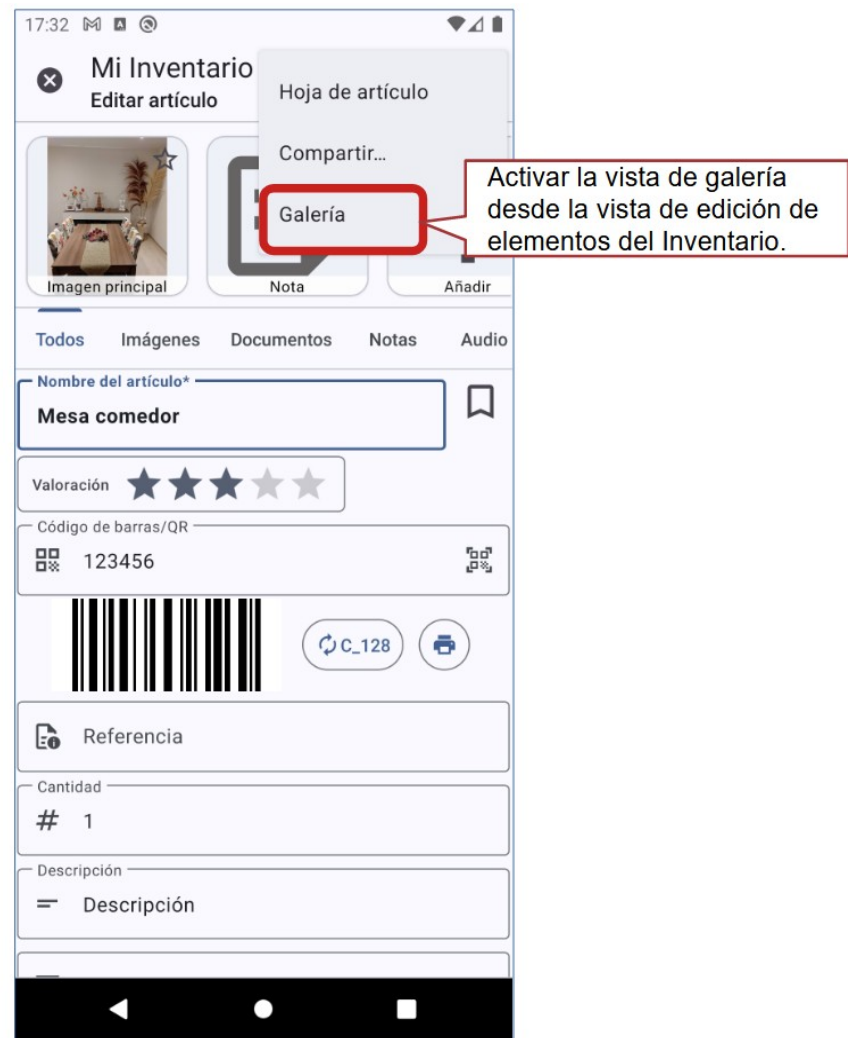 17:32
Mi Inventario
Editar artículo
Hoja de artículo
Compartir...
Galería
Activar la vista de galería
desde la vista de edición de
elementos del Inventario.
Imagen principal
Nota
Añadir
Todos Imágenes Documentos Notas Audio
Nombre del artículo*
Mesa comedor
Valoración
Código de barras/QR
123456
C_128
Referencia
Cantidad
# 1
Descripción
Descripción